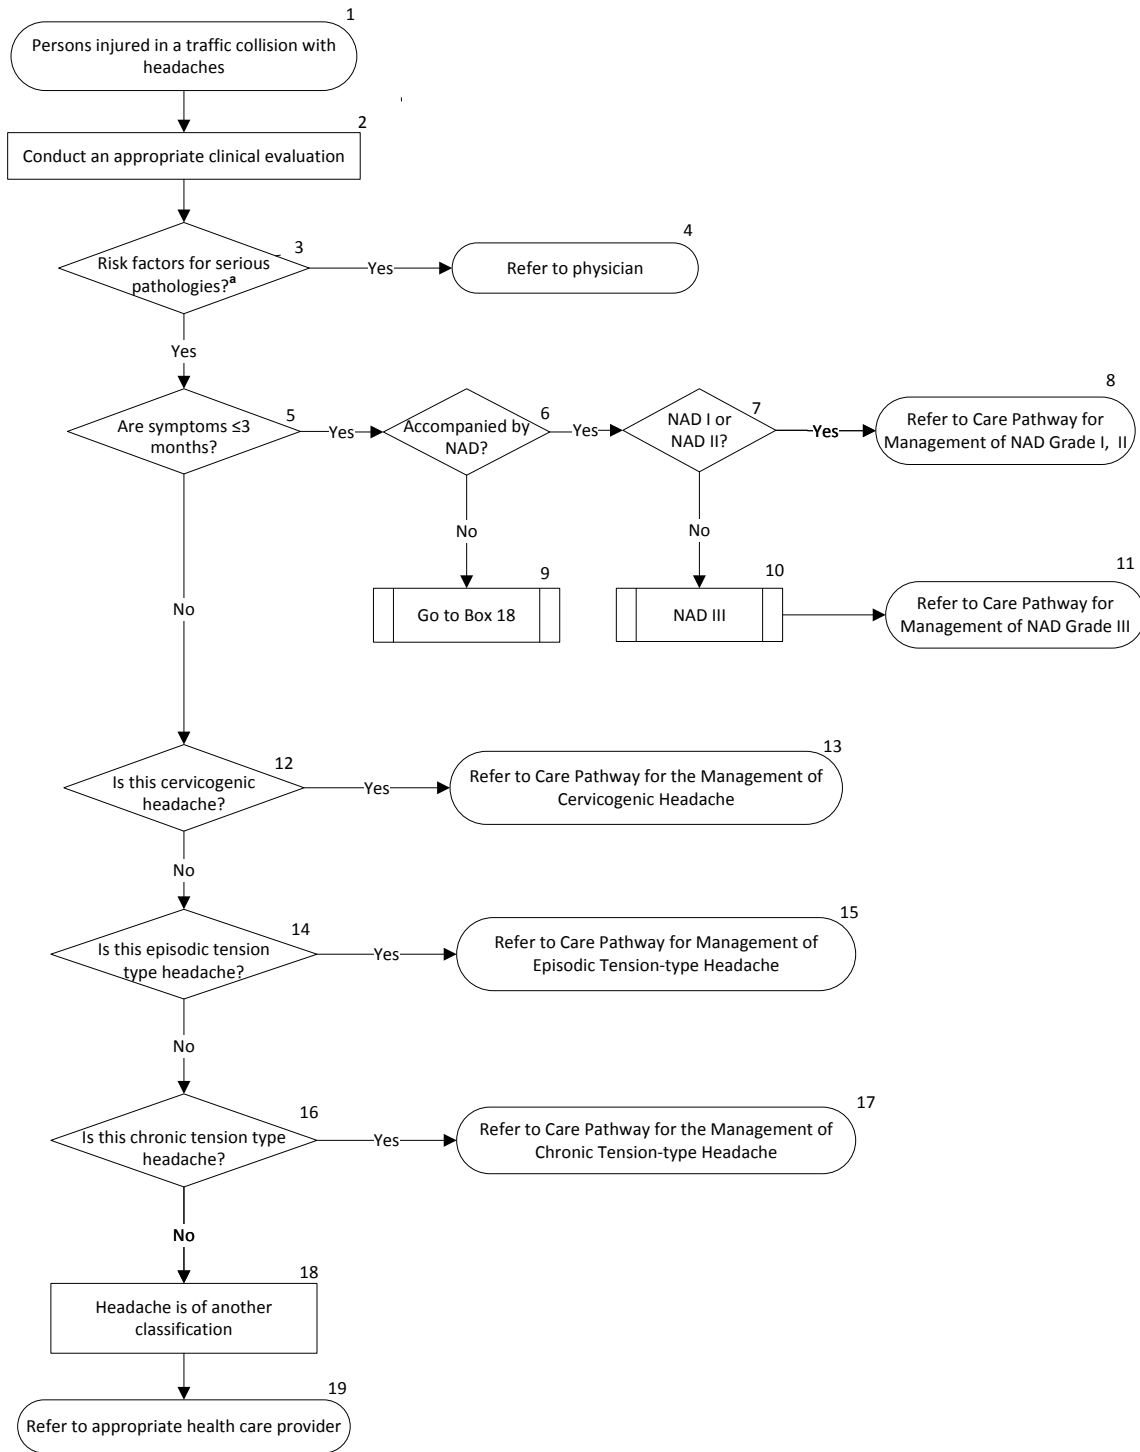 1
Persons injured in a traffic collision with
headaches
2
Conduct an appropriate clinical evaluation
3
Risk factors for serious
pathologies?a
Yes
4
Refer to physician
Yes
5
Are symptoms ≤3
months?
Yes
6
Accompanied by
NAD?
Yes
7
NAD I or
NAD II?
Yes
8
Refer to Care Pathway for
Management of NAD Grade I, II
No
No
No
9
Go to Box 18
10
NAD III
11
Refer to Care Pathway for
Management of NAD Grade III
12
Is this cervicogenic
headache?
Yes
13
Refer to Care Pathway for the Management of
Cervicogenic Headache
No
14
Is this episodic tension
type headache?
Yes
15
Refer to Care Pathway for Management of
Episodic Tension-type Headache
No
16
Is this chronic tension type
headache?
Yes
17
Refer to Care Pathway for the Management of
Chronic Tension-type Headache
No
18
Headache is of another
classification
19
Refer to appropriate health care provider